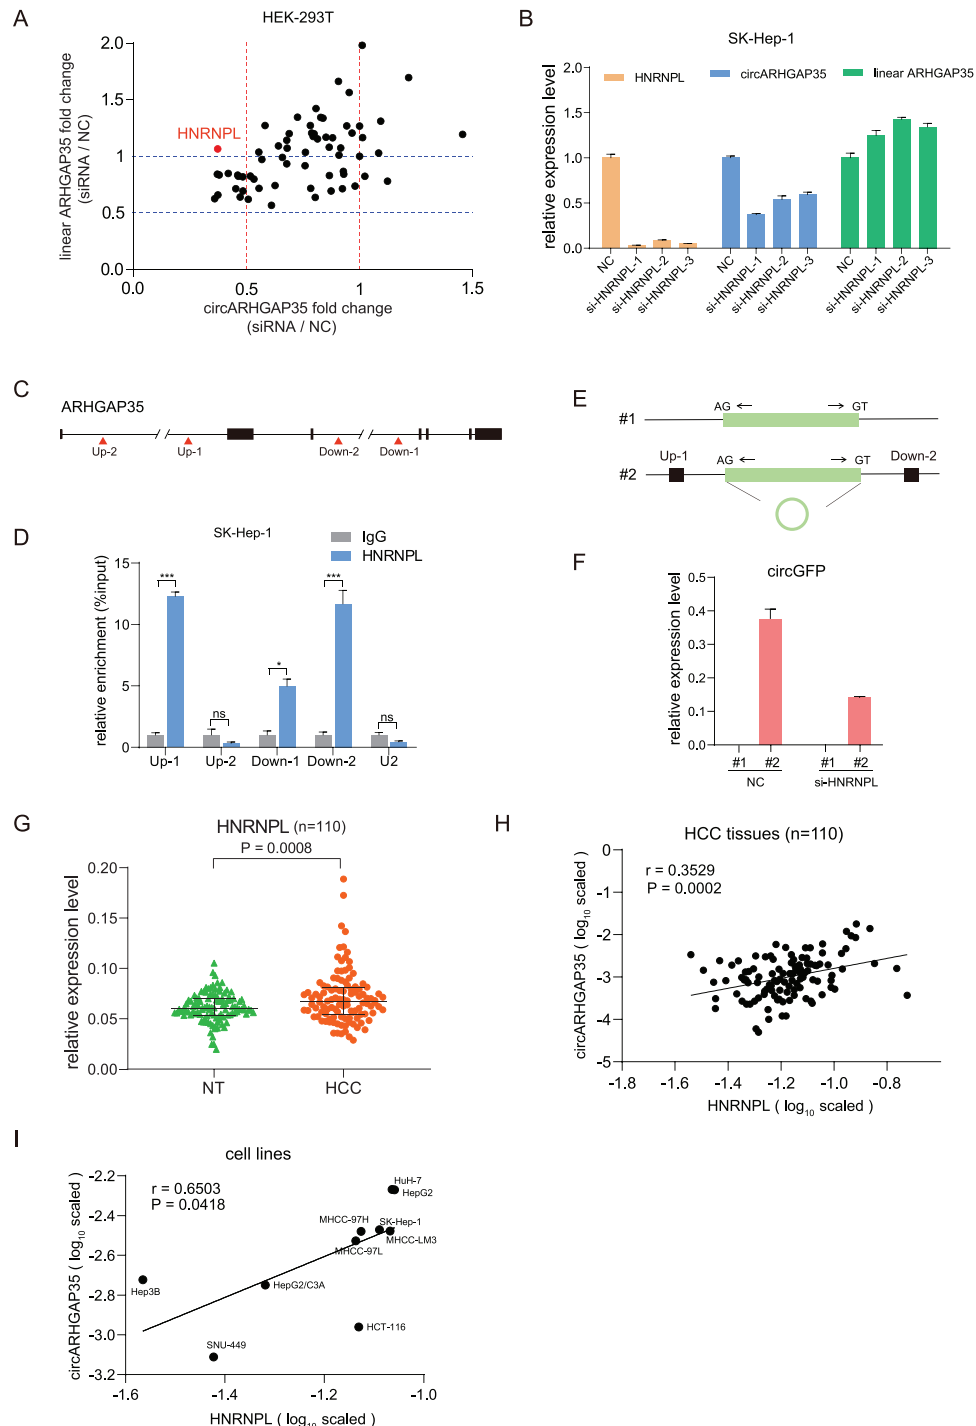 A
HEK-293T
linear ARHGAP35 fold change
(siRNA / NC)
2.0
1.5
1
0.5
0.0
HNRNPL
0.0
0.5
1
1.5
circARHGAP35 fold change
(siRNA / NC)
B
SK-Hep-1
HNRNPL
circARHGAP35
linear ARHGAP35
relative expression level
2.0
1.5
1.0
0.5
0.0
NC
si-HNRNPL-1
si-HNRNPL-2
si-HNRNPL-3
NC
si-HNRNPL-1
si-HNRNPL-2
si-HNRNPL-3
NC
si-HNRNPL-1
si-HNRNPL-2
si-HNRNPL-3
C
ARHGAP35
Up-2
Up-1
Down-2
Down-1
D
SK-Hep-1
IgG
HNRNPL
relative enrichment (%input)
15
10
5
0
***
ns
*
***
ns
Up-1
Up-2
Down-1
Down-2
U2
E
#1
AG
GT
#2
Up-1
AG
GT
Down-2
F
circGFP
relative expression level
0.5
0.4
0.3
0.2
0.1
0.0
#1
#2
#1
#2
NC
si-HNRNPL
G
HNRNPL (n=110)
P = 0.0008
relative expression level
0.20
0.15
0.10
0.05
0.00
NT
HCC
H
HCC tissues (n=110)
r = 0.3529
P = 0.0002
circARHGAP35 ( log10 scaled )
0
-1
-2
-3
-4
-5
-1.8
-1.6
-1.4
-1.2
-1.0
-0.8
HNRNPL ( log10 scaled )
I
cell lines
r = 0.6503
P = 0.0418
circARHGAP35 ( log10 scaled )
-2.2
-2.4
-2.6
-2.8
-3.0
-3.2
HuH-7
HepG2
MHCC-97H
SK-Hep-1
MHCC-LM3
MHCC-97L
Hep3B
HepG2/C3A
HCT-116
SNU-449
-1.6
-1.4
-1.2
-1.0
HNRNPL ( log10 scaled )